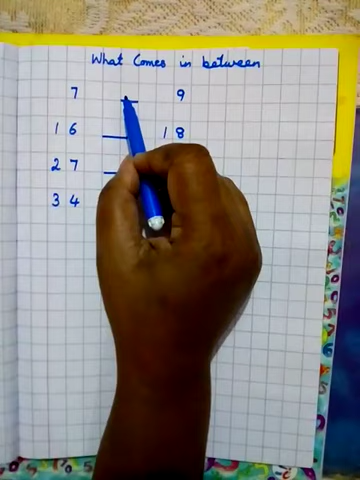 What Comes in between
7 __ 9
16 __ 18
27 __
34